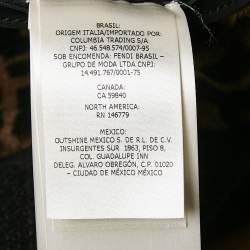 BRASIL:
ORIGEM ITALIA/IMPORTADO POR:
COLUMBIA TRADING S/A
CNPJ: 46.548.574/0007-95
SOB ENCOMENDA: FENDI BRASIL –
GRUPO DE MODA LTDA CNPJ:
14.491.767/0001-75
CANADA:
CA 59840
NORTH AMERICA:
RN 146779
MEXICO:
OUTSHINE MEXICO S. DE R.L. DE C.V.
INSURGENTES SUR 1863, PISO 8,
COL. GUADALUPE INN
DELEG. ALVARO OBREGÓN, C.P. 01020
– CIUDAD DE MÉXICO MÉXICO